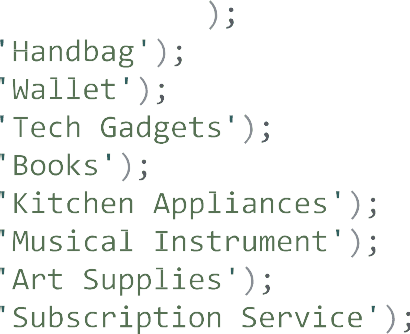 );
'Handbag');
'Wallet');
'Tech Gadgets');
'Books');
'Kitchen Appliances');
'Musical Instrument');
'Art Supplies');
'Subscription Service');